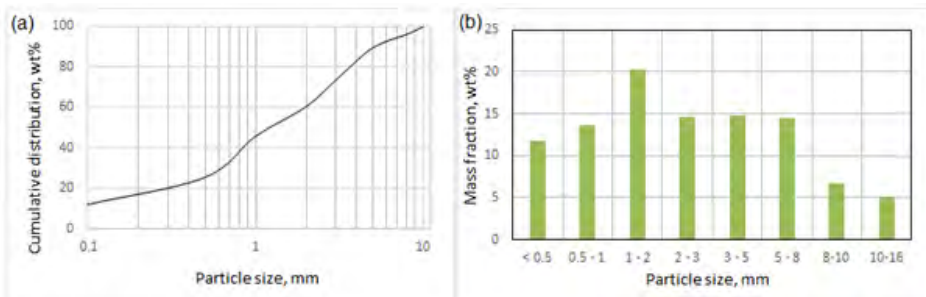 (a)
Cumulative distribution, wt%
100
80
60
40
20
0
0.1 1 10
Particle size, mm
(b)
Mass fraction, wt%
25
20
15
10
5
0
< 0.5 0.5 - 1 1 - 2 2 - 3 3 - 5 5 - 8 8-10 10-16
Particle size, mm